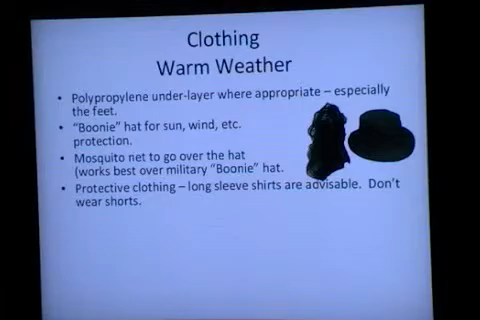 Clothing
Warm Weather
• Polypropylene under-layer where appropriate – especially
the feet.
• "Boonie" hat for sun, wind, etc.
protection.
• Mosquito net to go over the hat
(works best over military "Boonie" hat.
• Protective clothing – long sleeve shirts are advisable. Don't
wear shorts.